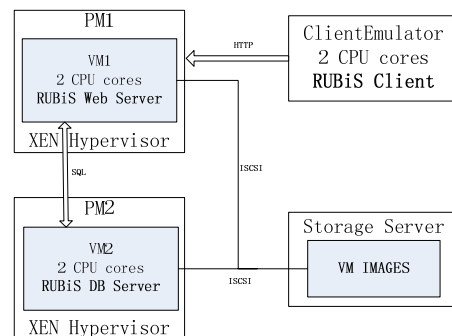 PM1
VM1
2 CPU cores
RUBiS Web Server
XEN Hypervisor
HTTP
ClientEmulator
2 CPU cores
RUBiS Client
SQL
ISCSI
PM2
VM2
2 CPU cores
RUBiS DB Server
XEN Hypervisor
ISCSI
Storage Server
VM IMAGES